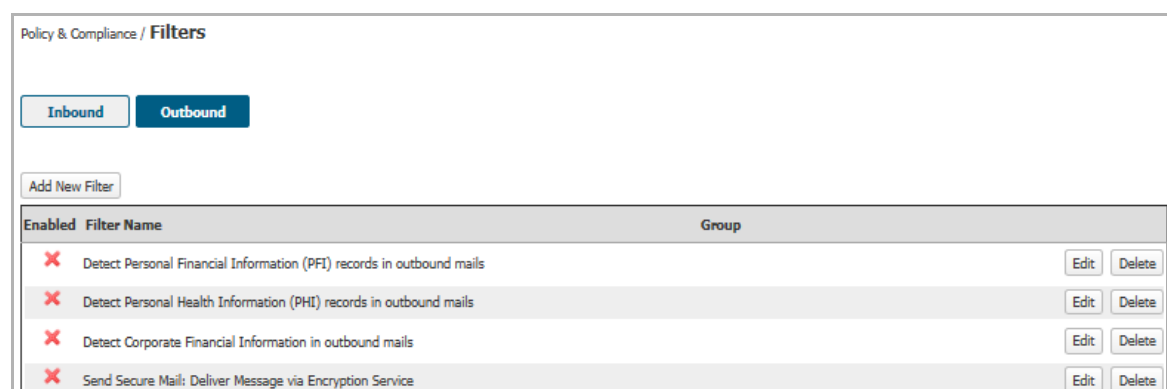 Policy & Compliance / Filters
Inbound Outbound
Add New Filter
Enabled Filter Name Group
Detect Personal Financial Information (PFI) records in outbound mails Edit Delete
Detect Personal Health Information (PHI) records in outbound mails Edit Delete
Detect Corporate Financial Information in outbound mails Edit Delete
Send Secure Mail: Deliver Message via Encryption Service Edit Delete